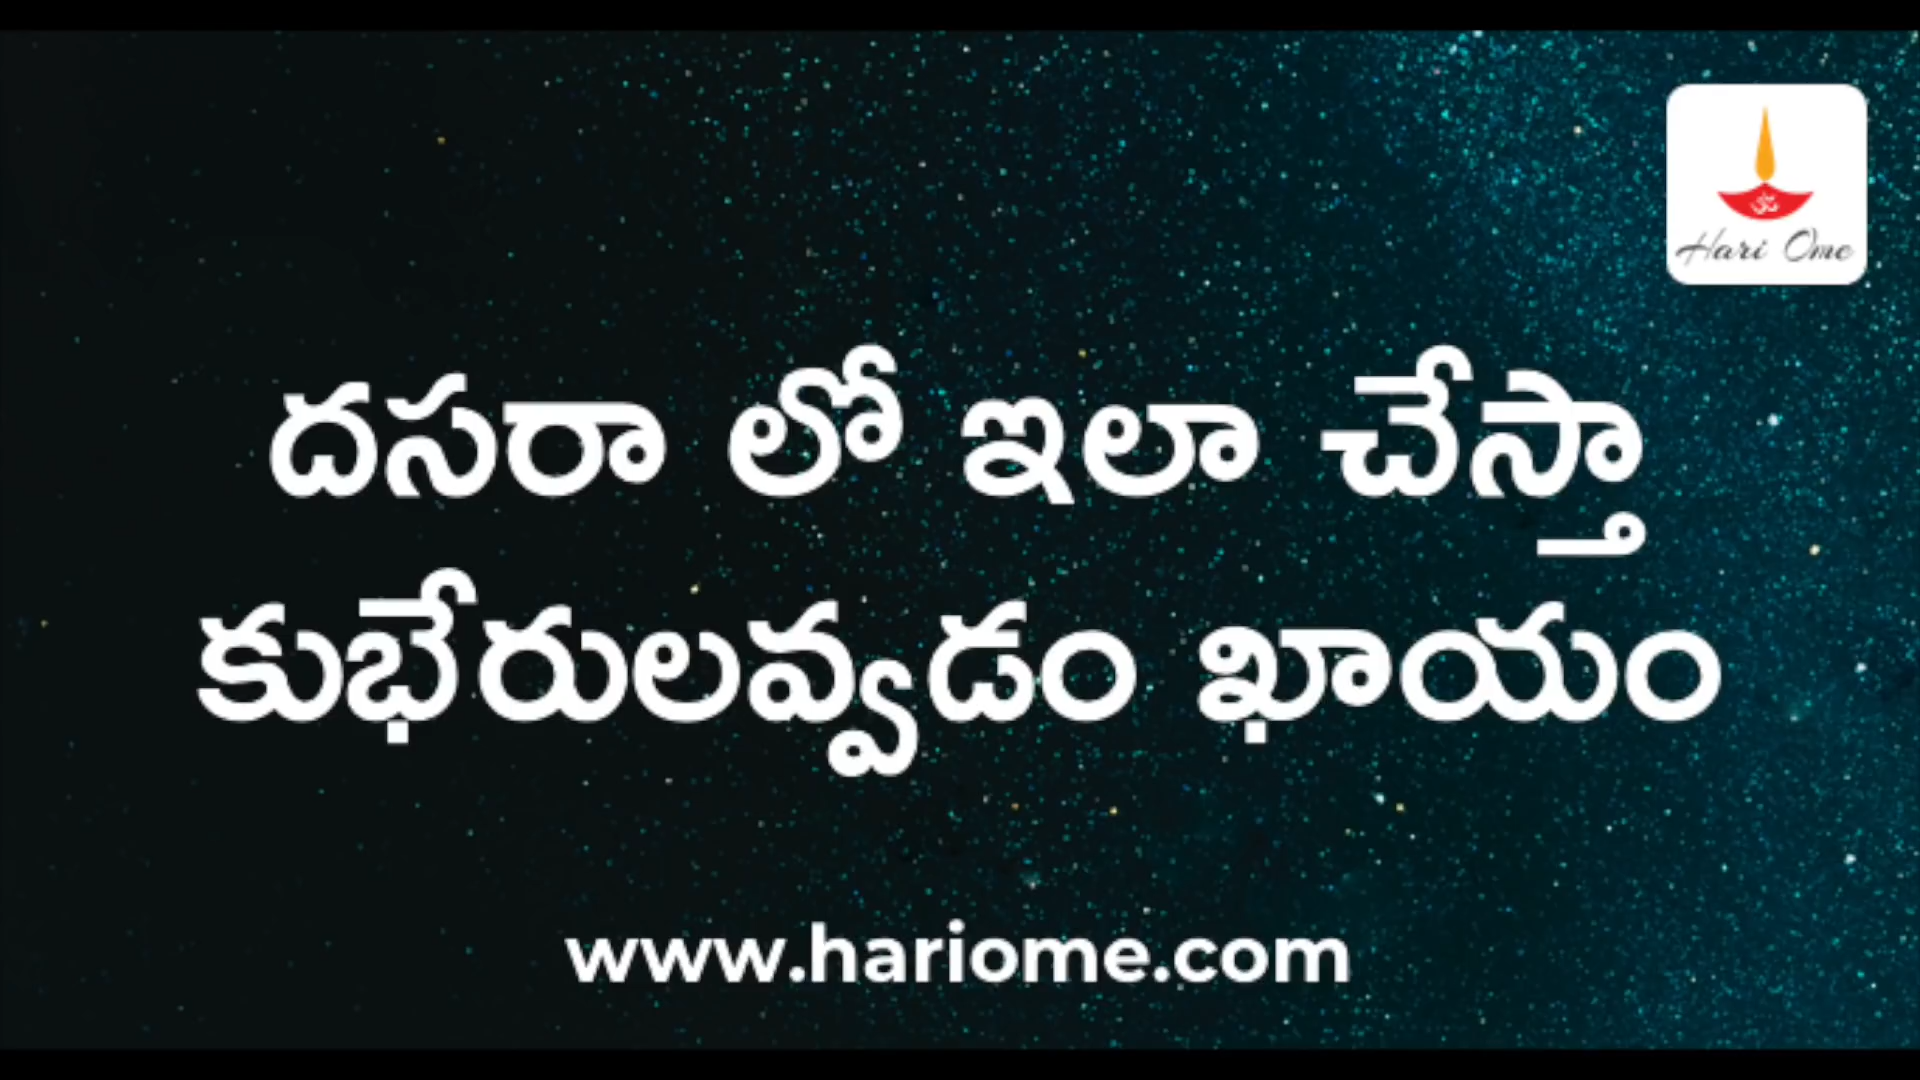 ॐ
Hari Ome
దసరా లో ఇలా చేస్తా
కుభేరులవ్వడం ఖాయం
www.hariome.com